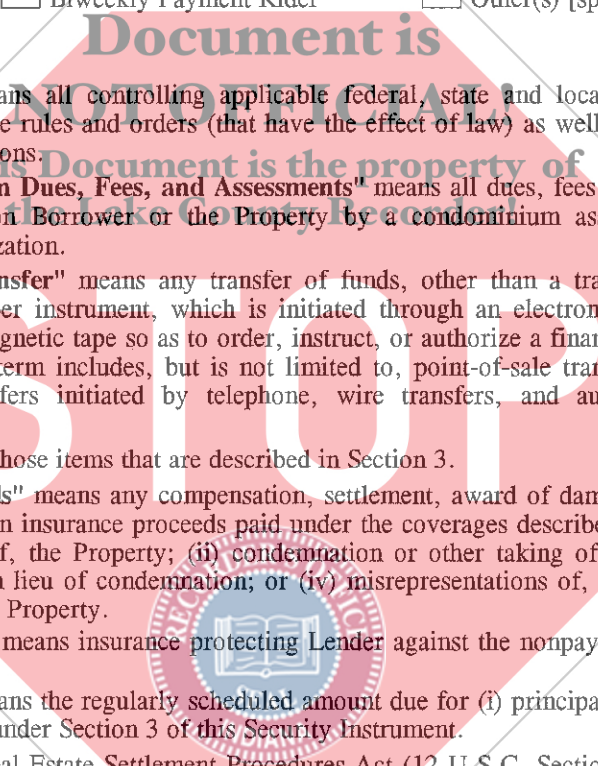 Biweekly Payment Rider Other(s) [sp
Document is
NOT OFFICIAL!
ans all controlling applicable federal, state and loca
e rules and orders (that have the effect of law) as well
ons.
is Document is the property of
n Dues, Fees, and Assessments" means all dues, fees
the Lake County Recorder!
on Borrower or the Property by a condominium as
zation.
nsfer" means any transfer of funds, other than a tra
er instrument, which is initiated through an electron
gnetic tape so as to order, instruct, or authorize a finan
term includes, but is not limited to, point-of-sale tran
fers initiated by telephone, wire transfers, and au
STOP
hose items that are described in Section 3.
ds" means any compensation, settlement, award of dam
n insurance proceeds paid under the coverages describe
f, the Property; (ii) condemnation or other taking of
n lieu of condemnation; or (iv) misrepresentations of,
Property.
means insurance protecting Lender against the nonpay
ans the regularly scheduled amount due for (i) principa
under Section 3 of this Security Instrument.
al Estate Settlement Procedures Act (12 U.S.C. Sectio